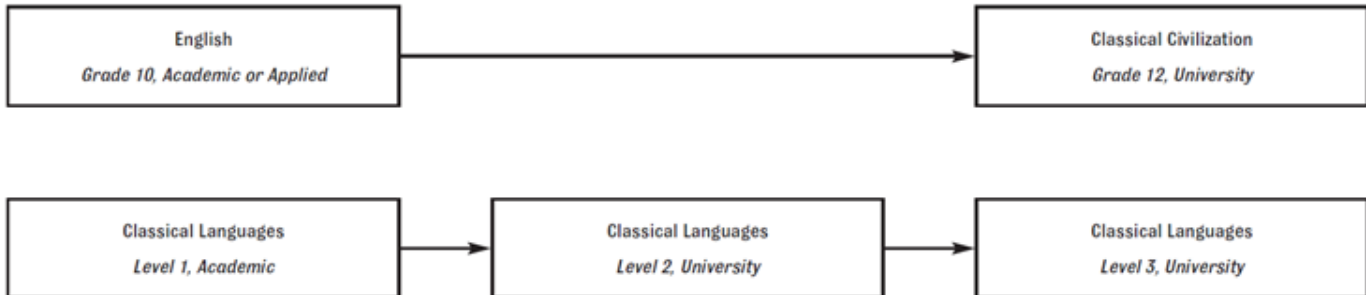 English
Grade 10, Academic or Applied
Classical Civilization
Grade 12, University
Classical Languages
Level 1, Academic
Classical Languages
Level 2, University
Classical Languages
Level 3, University